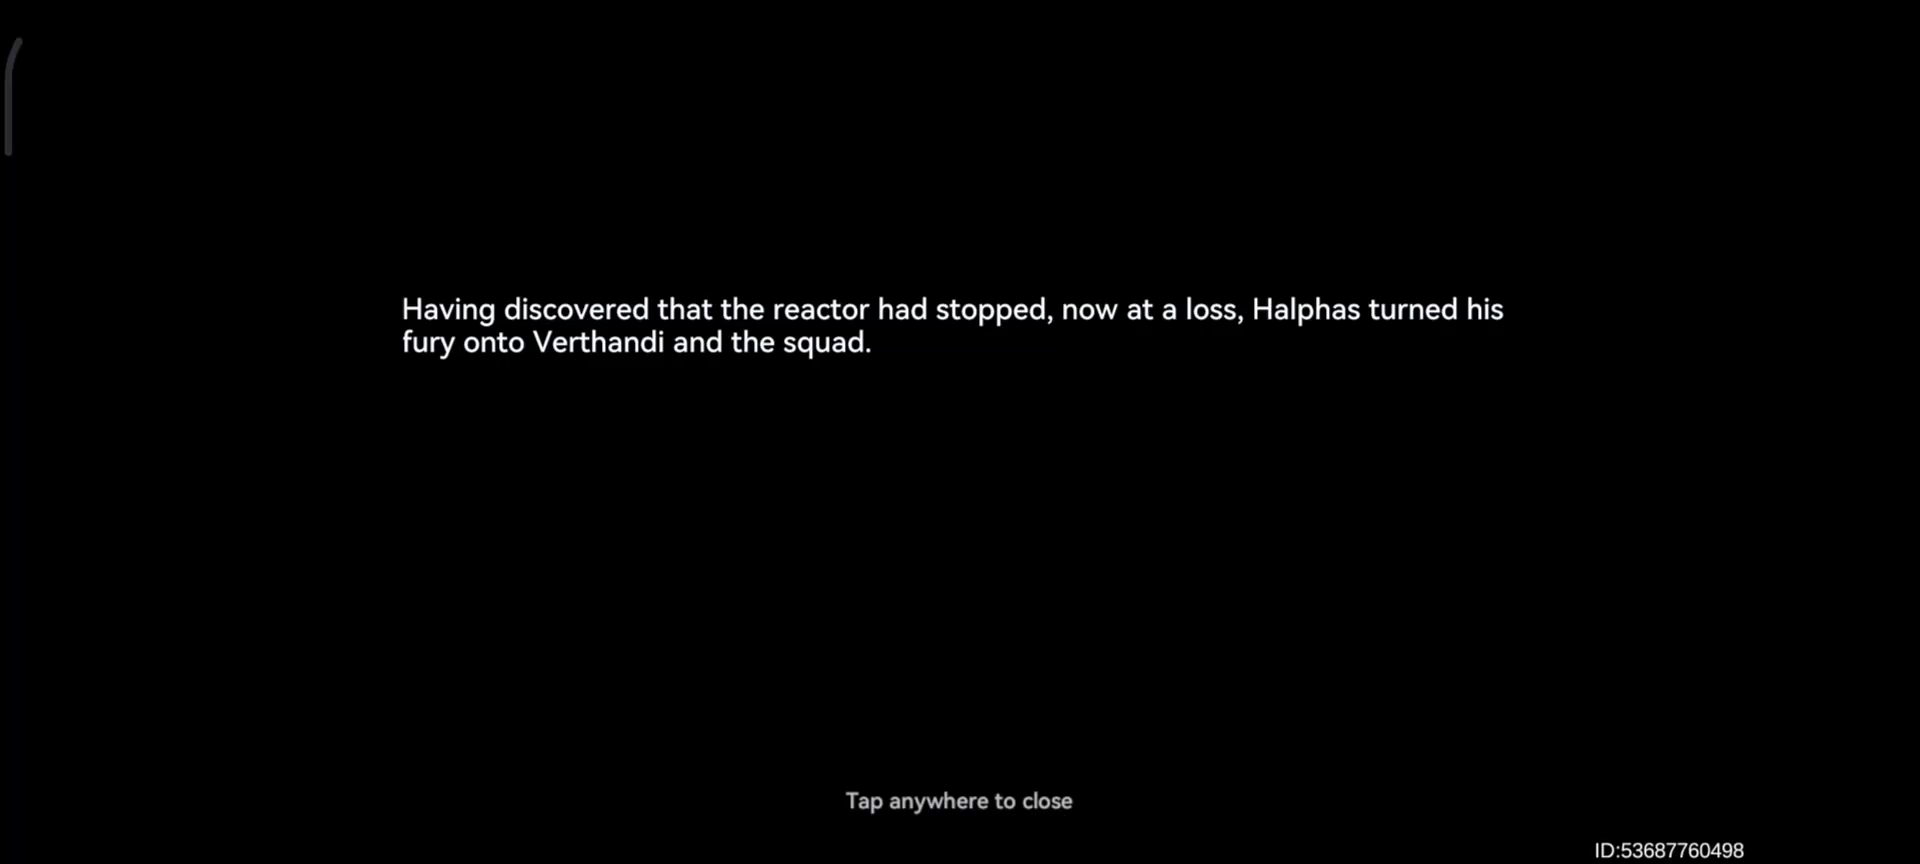 Having discovered that the reactor had stopped, now at a loss, Halphas turned his
fury onto Verthandi and the squad.
Tap anywhere to close
ID:53687760498